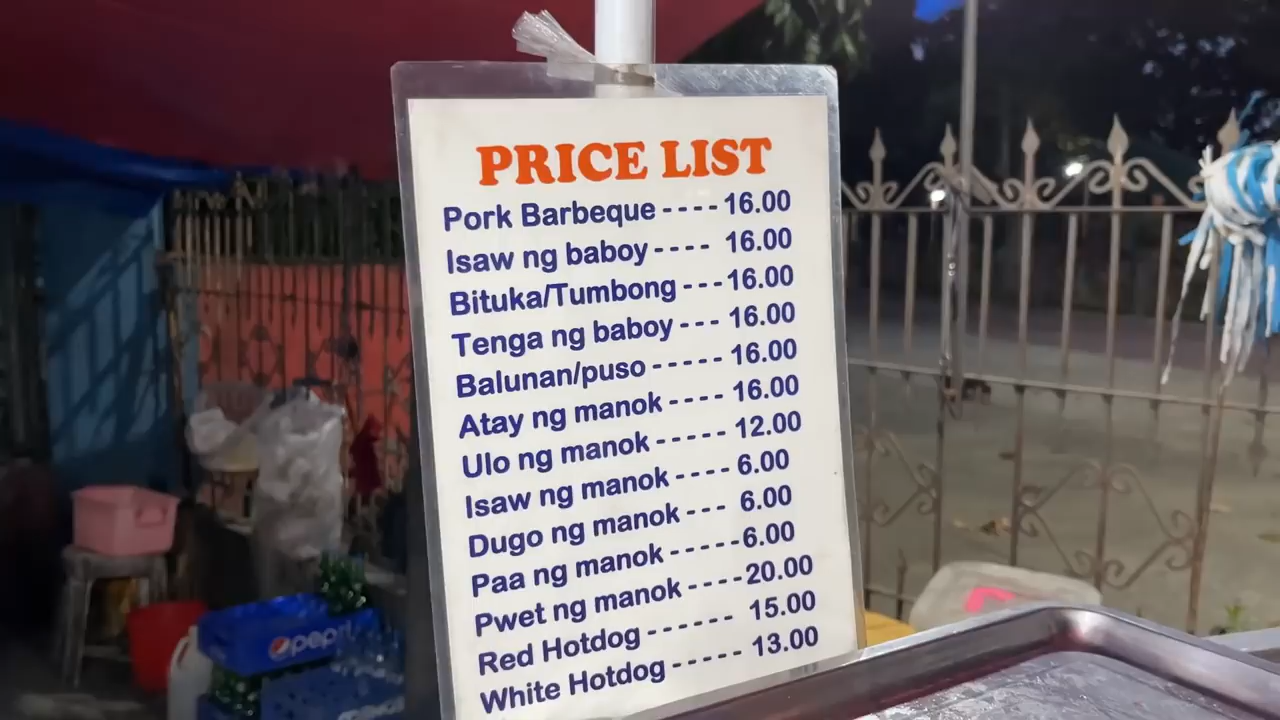 PRICE LIST
Pork Barbeque - - - - 16.00
Isaw ng baboy - - - - 16.00
Bituka/Tumbong - - - 16.00
Tenga ng baboy - - - 16.00
Balunan/puso - - - - - 16.00
Atay ng manok - - - - 16.00
Ulo ng manok - - - - - 12.00
Isaw ng manok - - - - 6.00
Dugo ng manok - - - 6.00
Paa ng manok - - - - - 6.00
Pwet ng manok - - - - 20.00
Red Hotdog - - - - - - 15.00
White Hotdog - - - - - 13.00
pepsi